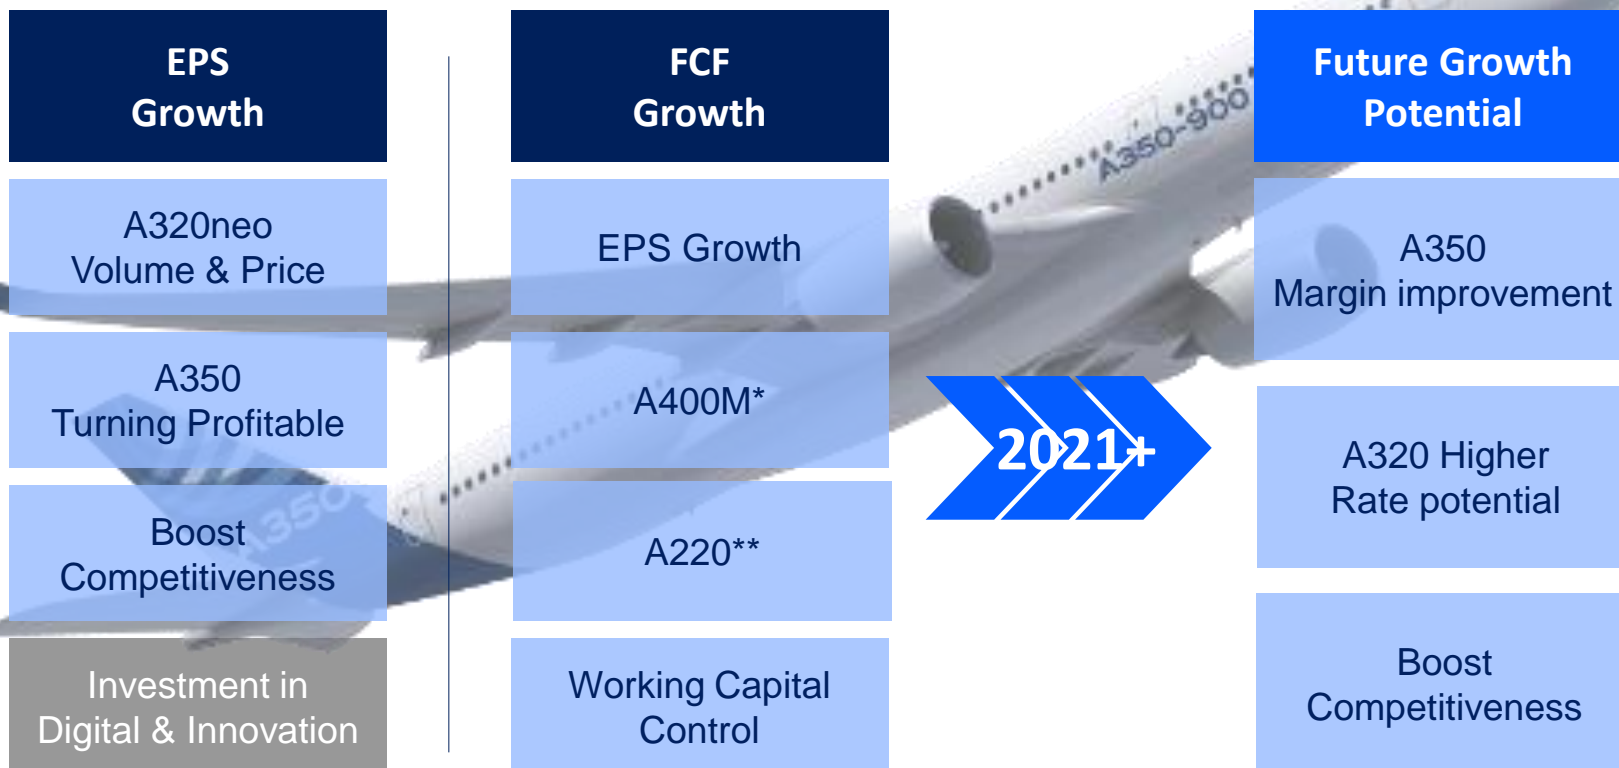 EPS
Growth
A320neo
Volume & Price
A350
Turning Profitable
Boost
Competitiveness
Investment in
Digital & Innovation
FCF
Growth
EPS Growth
A400M*
A220**
Working Capital
Control
2021+
Future Growth
Potential
A350
Margin improvement
A320 Higher
Rate potential
Boost
Competitiveness
A350-900
A350